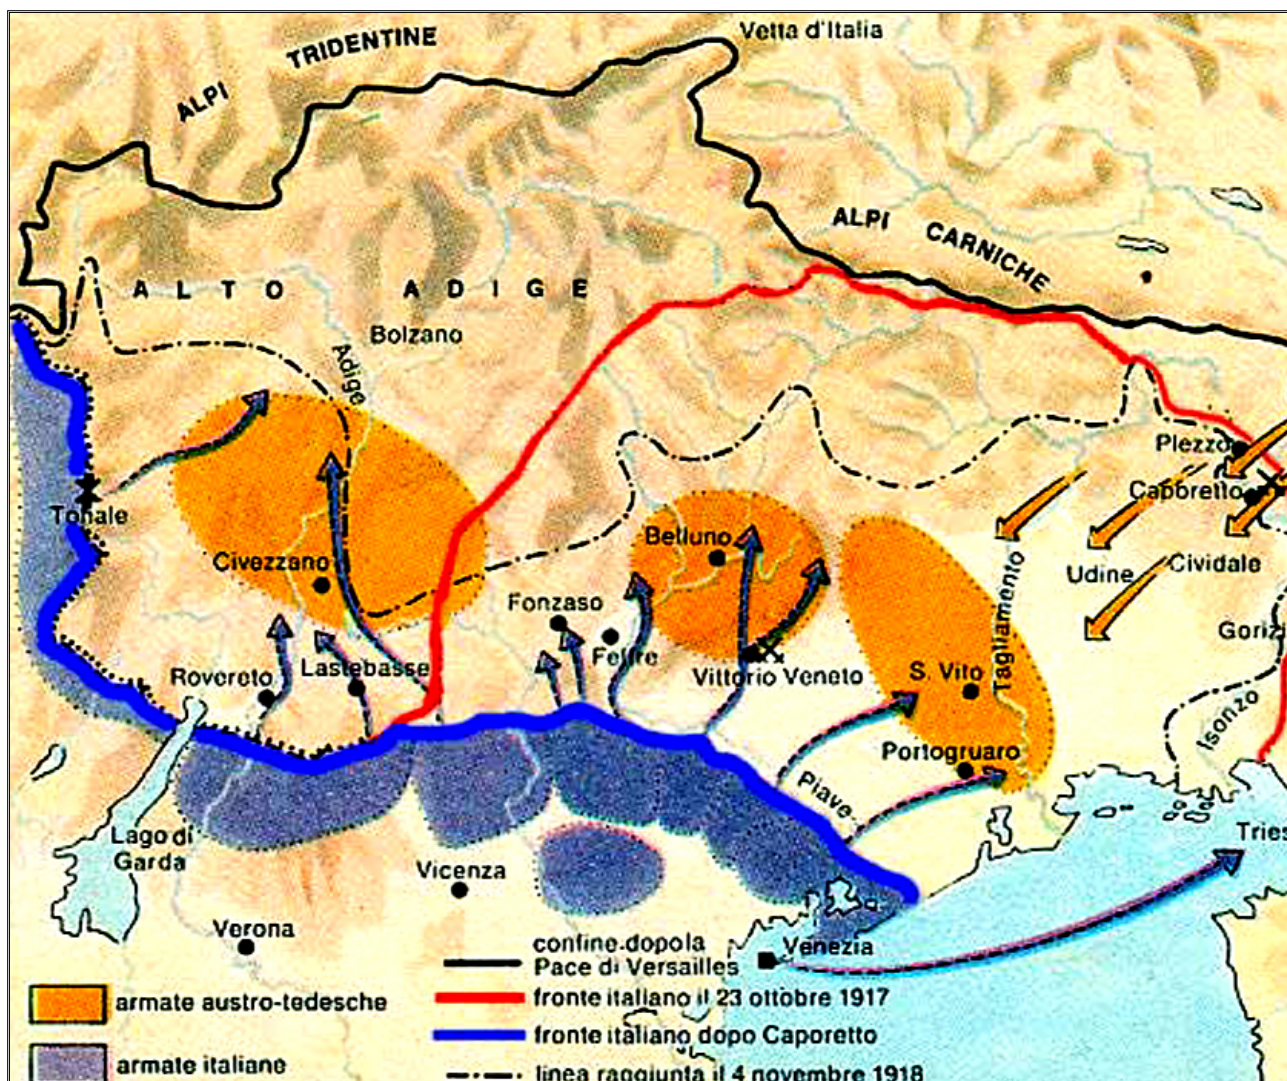 Vetta d'Italia
ALPI TRIDENTINE
ALPI CARNICHE
ALTO ADIGE
Bolzano
Adige
Plezzo
Caporetto
Tonale
Belluno
Civezzano
Udine
Cividale
Tagliamento
Fonzaso
Feltre
Gorizi
Rovereto
Lastebasse
Vittorio Veneto
S. Vito
Isonzo
Portogruaro
Piave
Lago di
Garda
Tries
Vicenza
Verona
Venezia
confine dopola
Pace di Versailles
armate austro-tedesche
fronte italiano il 23 ottobre 1917
fronte italiano dopo Caporetto
armate italiane
linea raggiunta il 4 novembre 1918